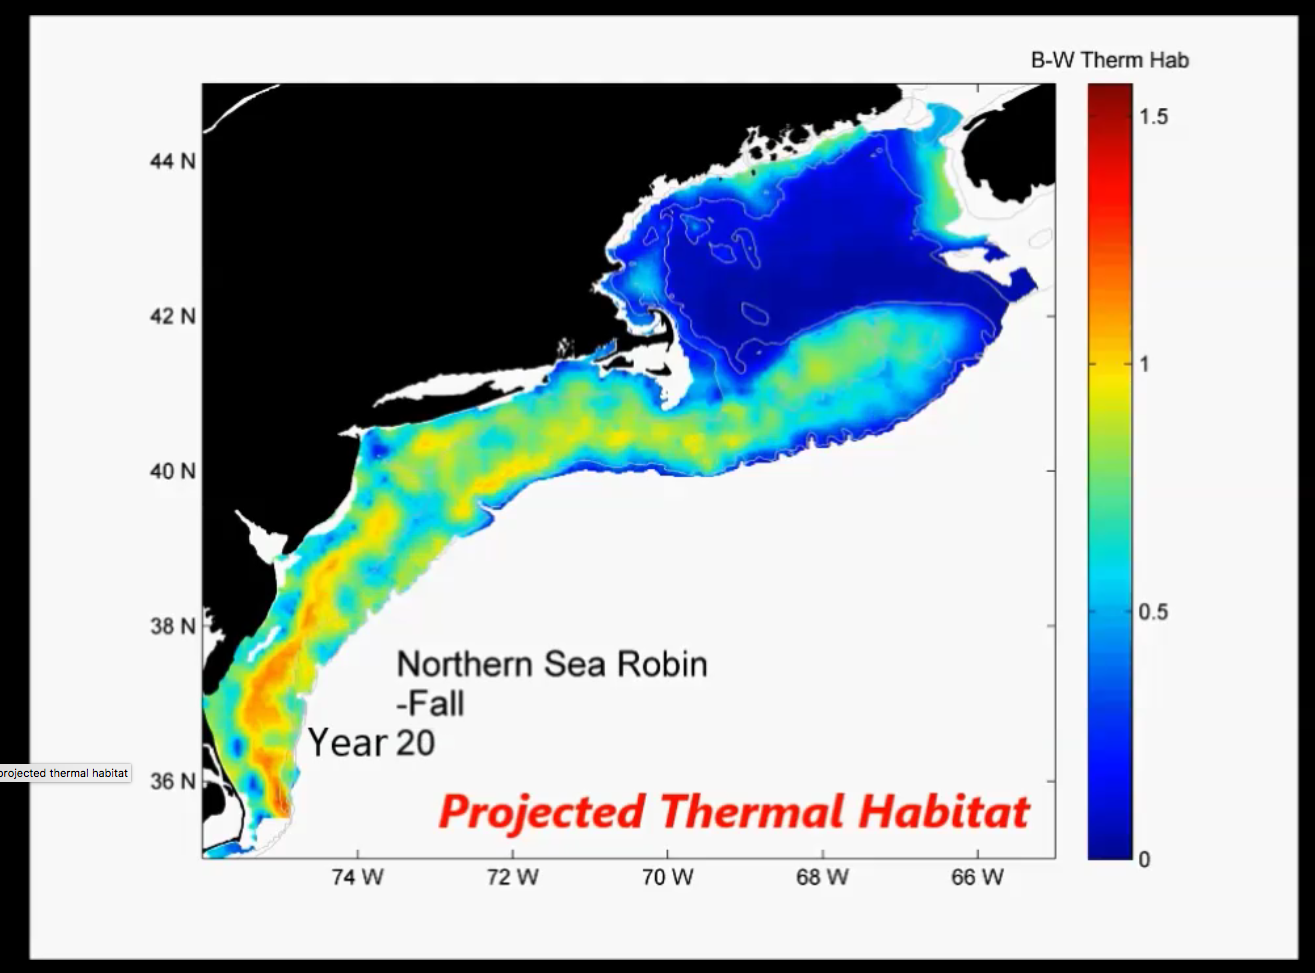 B-W Therm Hab
1.5
44 N
42 N
1
40 N
0.5
38 N
Northern Sea Robin
-Fall
Year 20
projected thermal habitat
36 N
Projected Thermal Habitat
0
74 W
72 W
70 W
68 W
66 W